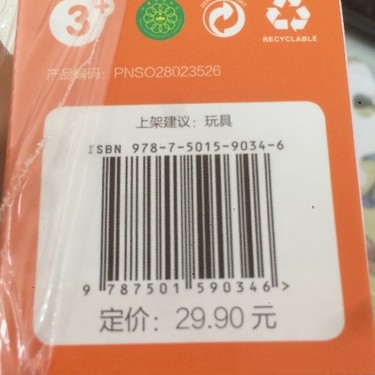 3+
RECYCLABLE
产品编码：PNSO28023526
上架建议：玩具
ISBN 978-7-5015-9034-6
9 787501 590346 >
定价：29.90 元